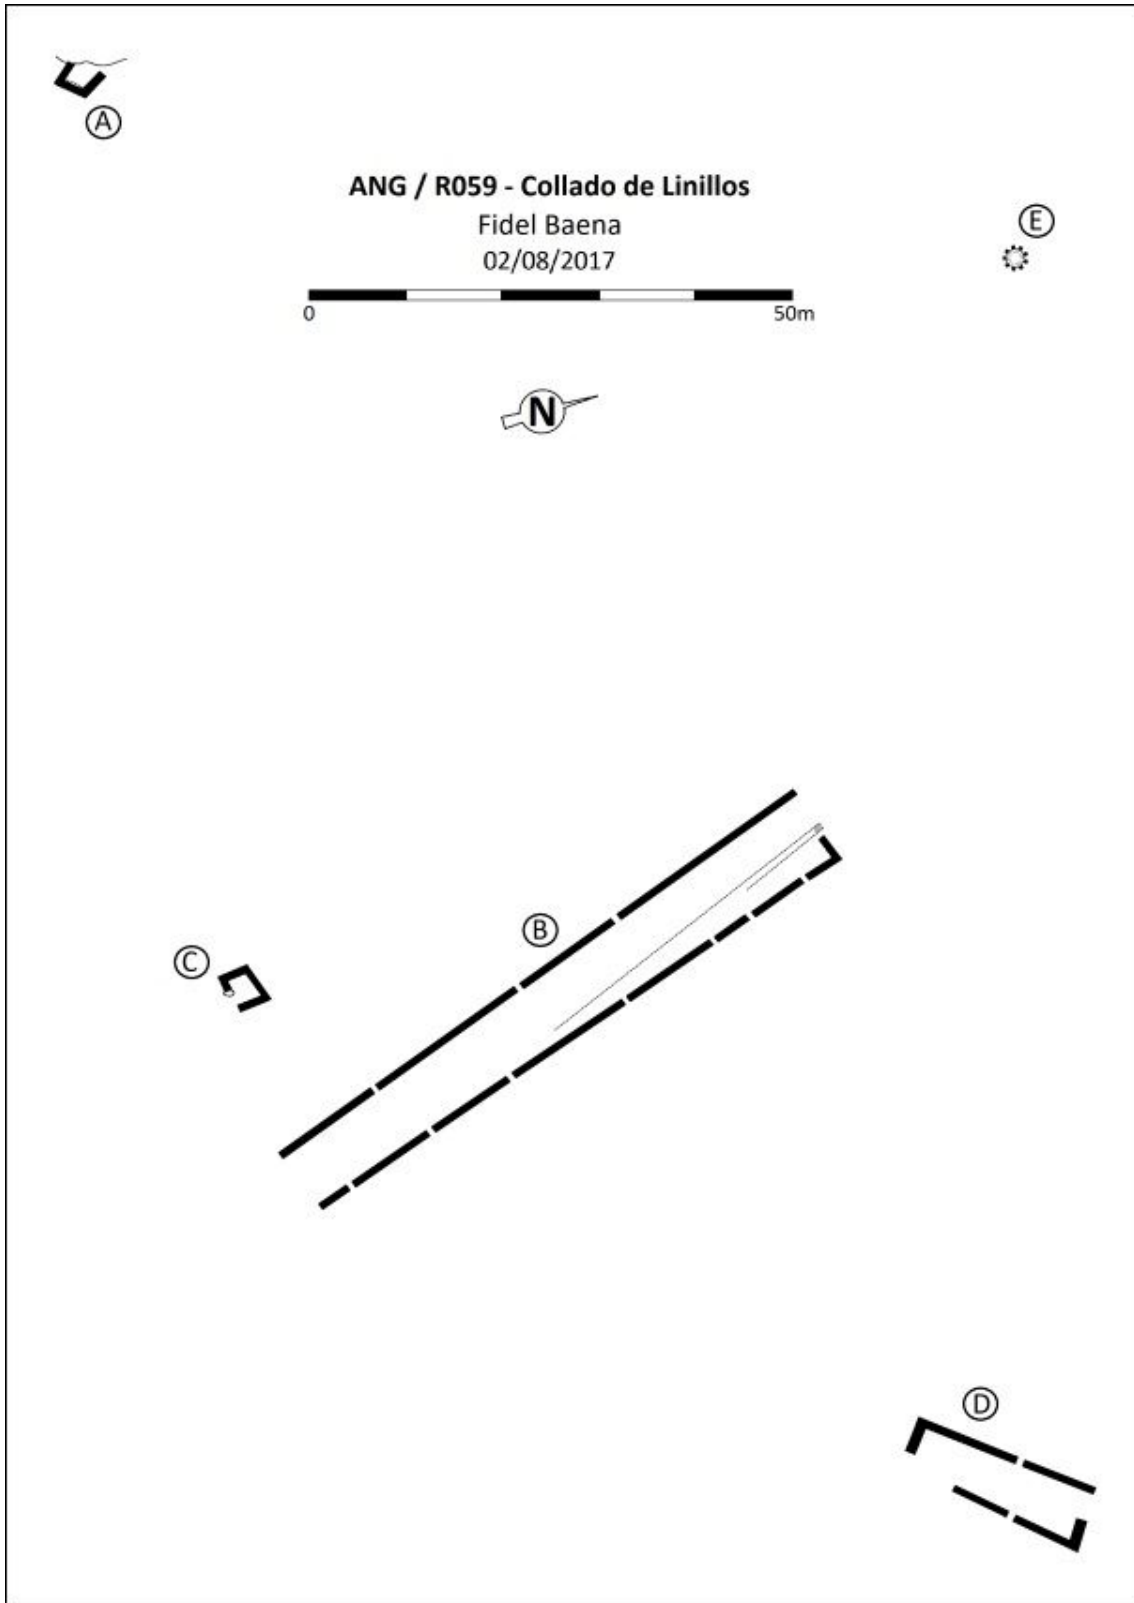 A
ANG / R059 - Collado de Linillos
Fidel Baena
02/08/2017
0 50m
E
N
B
C
D